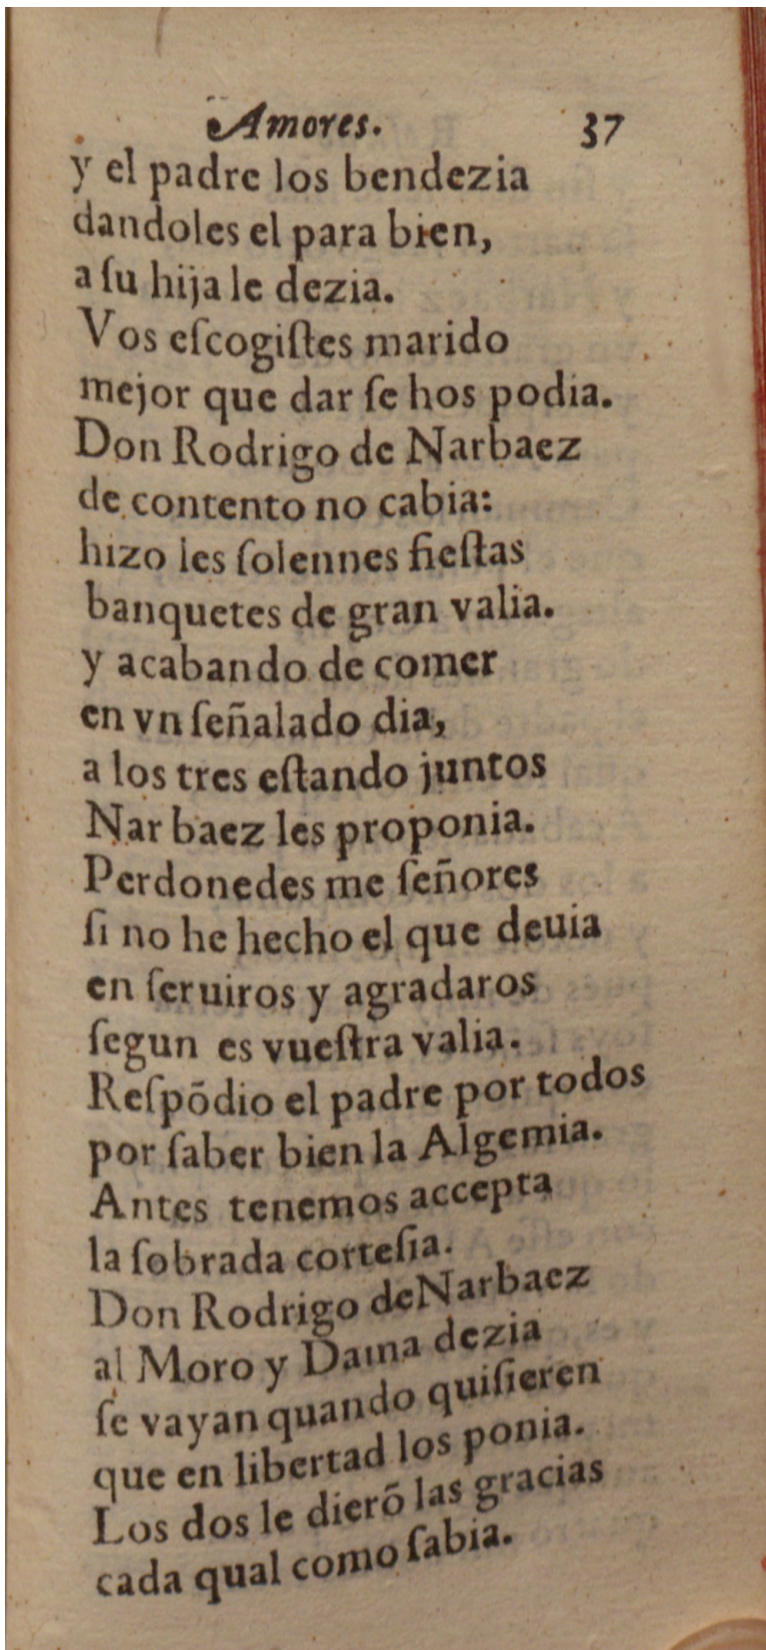 Amores. 37
y el padre los bendezia
dandoles el para bien,
a ſu hija le dezia.
Vos eſcogiſtes marido
mejor que dar ſe hos podia.
Don Rodrigo de Narbaez
de contento no cabia:
hizo les ſolennes fieſtas
banquetes de gran valia.
y acabando de comer
en vn ſeñalado dia,
a los tres eſtando juntos
Nar baez les proponia.
Perdonedes me ſeñores
ſi no he hecho el que deuia
en ſeruiros y agradaros
ſegun es vueſtra valia.
Reſpõdio el padre por todos
por ſaber bien la Algemia.
Antes tenemos accepta
la ſobrada corteſia.
Don Rodrigo de Narbaez
al Moro y Dama dezia
ſe vayan quando quiſieren
que en libertad los ponia.
Los dos le dierõ las gracias
cada qual como ſabia.